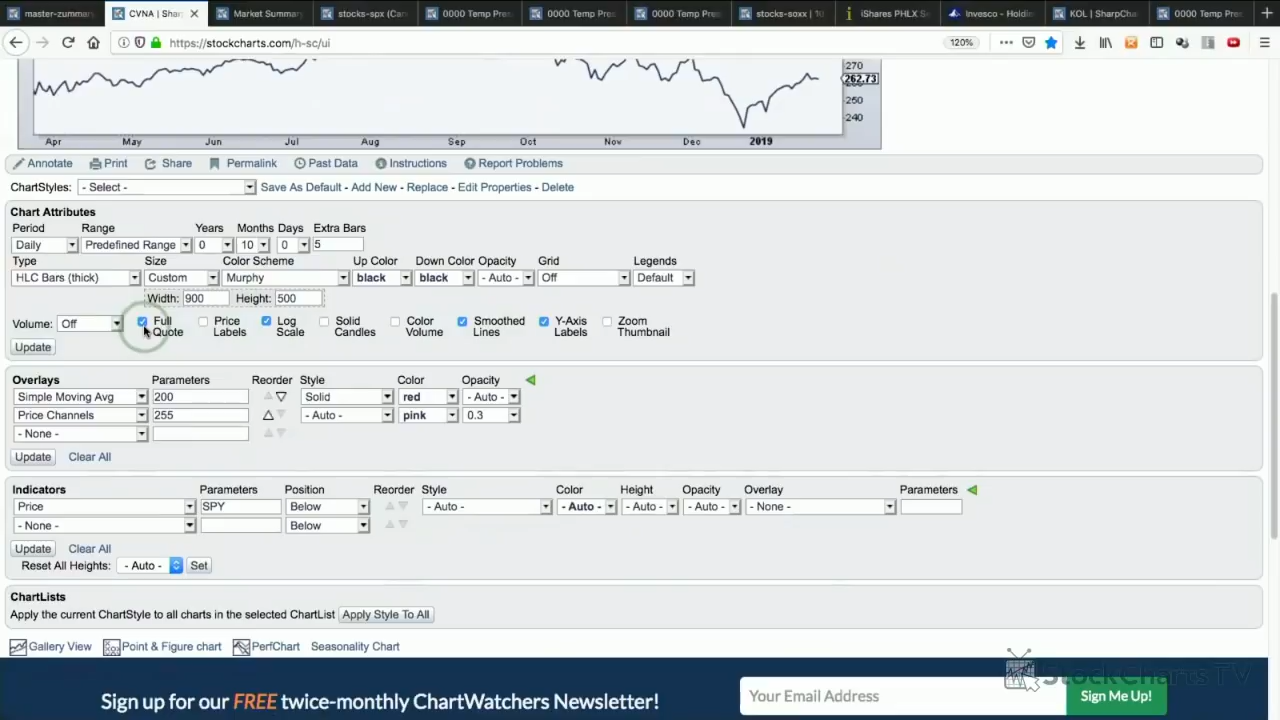 master-zummar
CVNA | Shar
Market Summar
stocks-spx (Can
0000 Temp Pres
0000 Temp Pres
0000 Temp Pres
stocks-soxx | 10
iShares PHLX Se
Invesco - Holdin
KOL | SharpCha
0000 Temp Pres
https://stockcharts.com/h-sc/ui
120%
270
262.73
250
240
Apr May Jun Jul Aug Sep Oct Nov Dec 2019
Annotate Print Share Permalink Past Data Instructions Report Problems
ChartStyles: - Select - Save As Default - Add New - Replace - Edit Properties - Delete
Chart Attributes
Period Range Years Months Days Extra Bars
Daily Predefined Range 0 10 0 5
Type Size Color Scheme Up Color Down Color Opacity Grid Legends
HLC Bars (thick) Custom Murphy black black - Auto - Off Default
Width: 900 Height: 500
Volume: Off Full Quote Price Labels Log Scale Solid Candles Color Volume Smoothed Lines Y-Axis Labels Zoom Thumbnail
Update
Overlays Parameters Reorder Style Color Opacity
Simple Moving Avg 200 Solid red - Auto -
Price Channels 255 - Auto - pink 0.3
- None -
Update Clear All
Indicators Parameters Position Reorder Style Color Height Opacity Overlay Parameters
Price SPY Below - Auto - - Auto - - Auto - - Auto - - None -
- None - Below
Update Clear All
Reset All Heights: - Auto - Set
ChartLists
Apply the current ChartStyle to all charts in the selected ChartList Apply Style To All
Gallery View Point & Figure chart PerfChart Seasonality Chart
StockCharts TV
Sign up for our FREE twice-monthly ChartWatchers Newsletter! Your Email Address Sign Me Up!